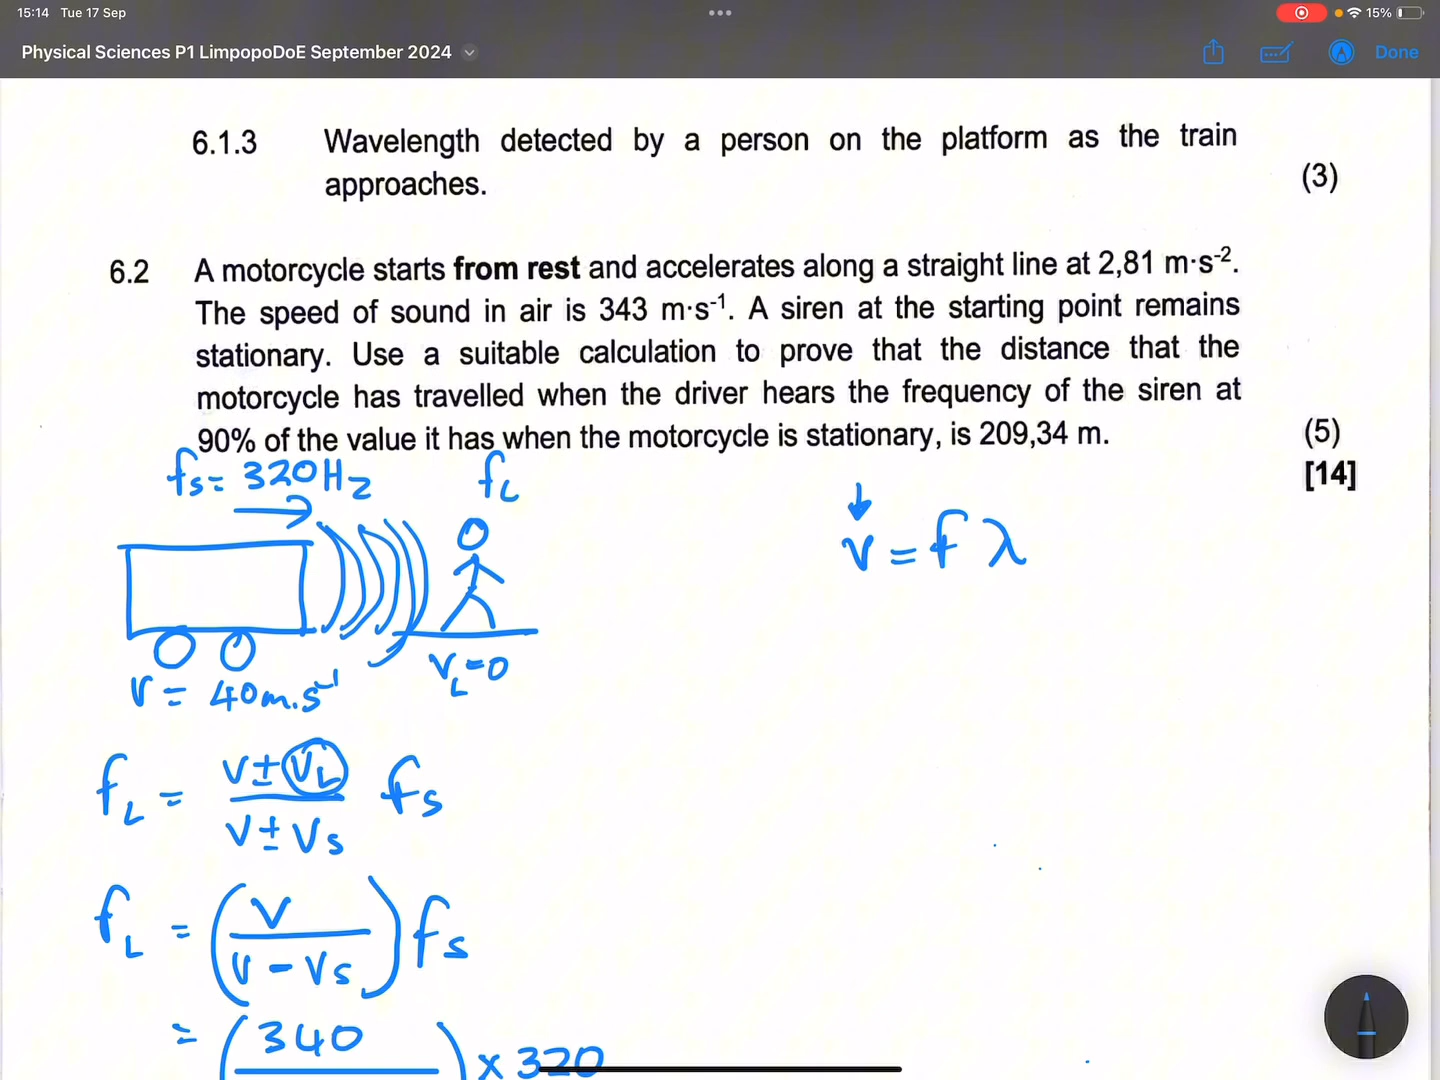 15:14 Tue 17 Sep
15%
Physical Sciences P1 LimpopoDoE September 2024
Done
6.1.3 Wavelength detected by a person on the platform as the train
approaches. (3)
6.2 A motorcycle starts from rest and accelerates along a straight line at 2,81 m·s⁻².
The speed of sound in air is 343 m·s⁻¹. A siren at the starting point remains
stationary. Use a suitable calculation to prove that the distance that the
motorcycle has travelled when the driver hears the frequency of the siren at
90% of the value it has when the motorcycle is stationary, is 209,34 m. (5)
[14]
fs = 320Hz fL
v = fλ
vL = 0
v = 40m.s⁻¹
fL = (v ± vL)/(v ± vs) fs
fL = (v/(v - vs)) fs
= (340 × 320